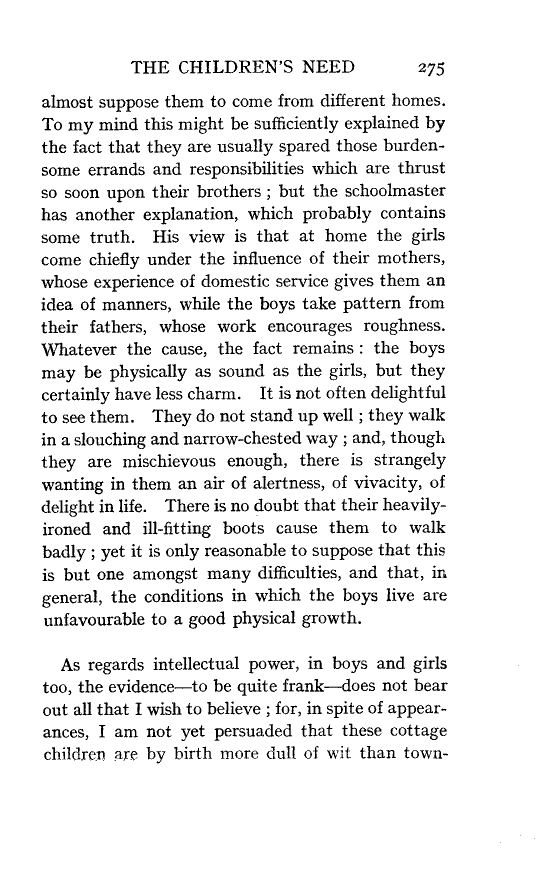 THE CHILDREN'S NEED 275
almost suppose them to come from different homes.
To my mind this might be sufficiently explained by
the fact that they are usually spared those burden-
some errands and responsibilities which are thrust
so soon upon their brothers ; but the schoolmaster
has another explanation, which probably contains
some truth. His view is that at home the girls
come chiefly under the influence of their mothers,
whose experience of domestic service gives them an
idea of manners, while the boys take pattern from
their fathers, whose work encourages roughness.
Whatever the cause, the fact remains : the boys
may be physically as sound as the girls, but they
certainly have less charm. It is not often delightful
to see them. They do not stand up well ; they walk
in a slouching and narrow-chested way ; and, though
they are mischievous enough, there is strangely
wanting in them an air of alertness, of vivacity, of
delight in life. There is no doubt that their heavily-
ironed and ill-fitting boots cause them to walk
badly ; yet it is only reasonable to suppose that this
is but one amongst many difficulties, and that, in
general, the conditions in which the boys live are
unfavourable to a good physical growth.
As regards intellectual power, in boys and girls
too, the evidence—to be quite frank—does not bear
out all that I wish to believe ; for, in spite of appear-
ances, I am not yet persuaded that these cottage
children are by birth more dull of wit than town-